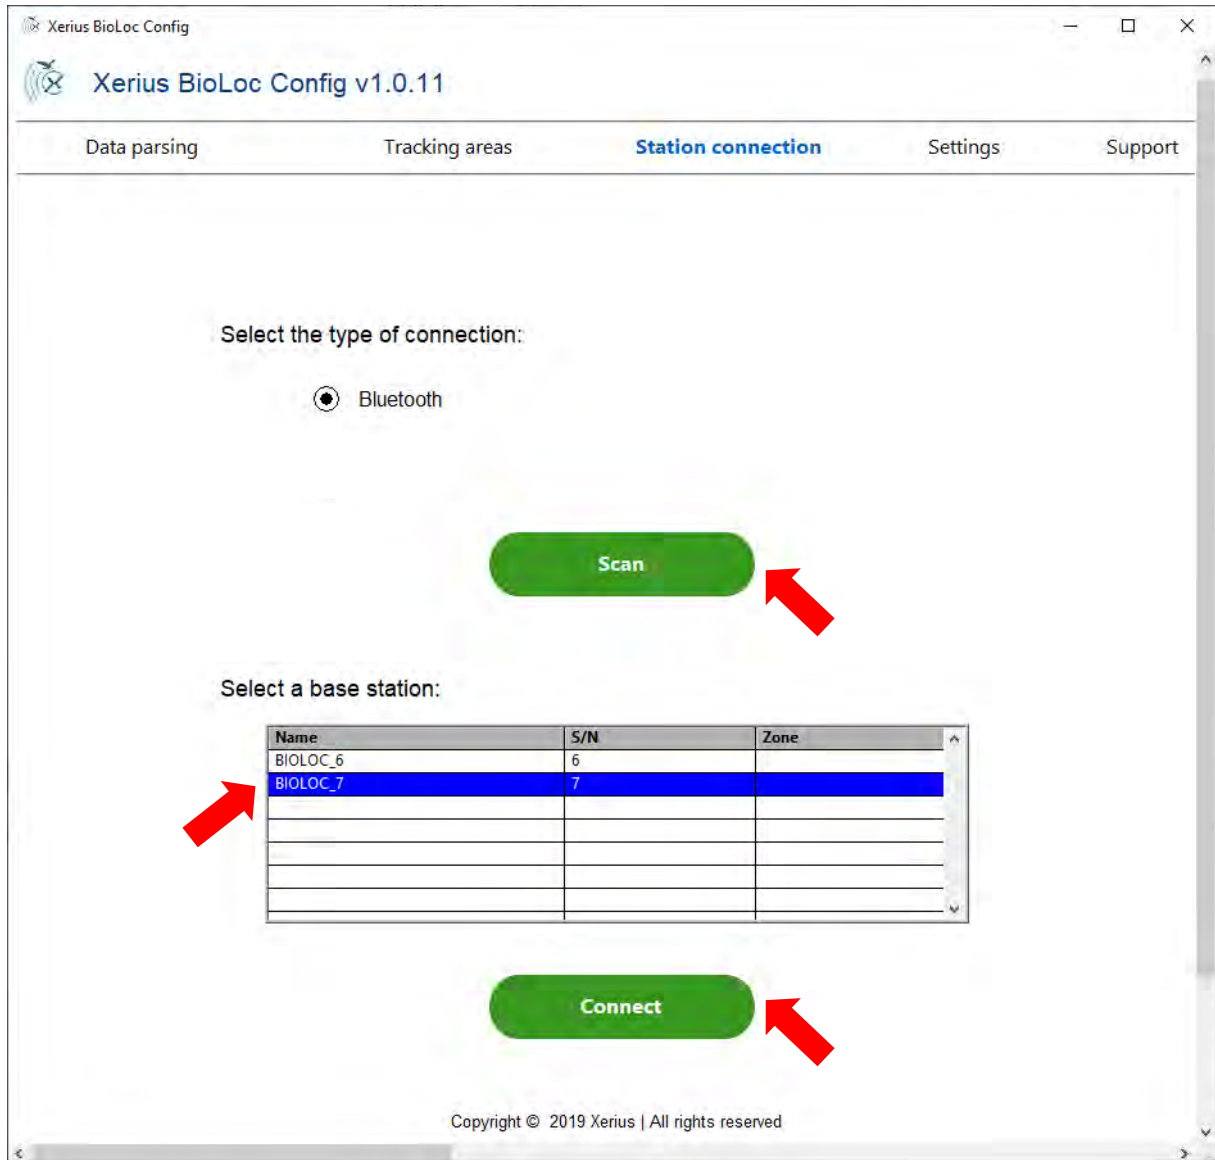 Xerius BioLoc Config
Xerius BioLoc Config v1.0.11
Data parsing Tracking areas Station connection Settings Support
Select the type of connection:
Bluetooth
Scan
Select a base station:
Name S/N Zone
BIOLOC_6 6
BIOLOC_7 7
Connect
Copyright © 2019 Xerius | All rights reserved